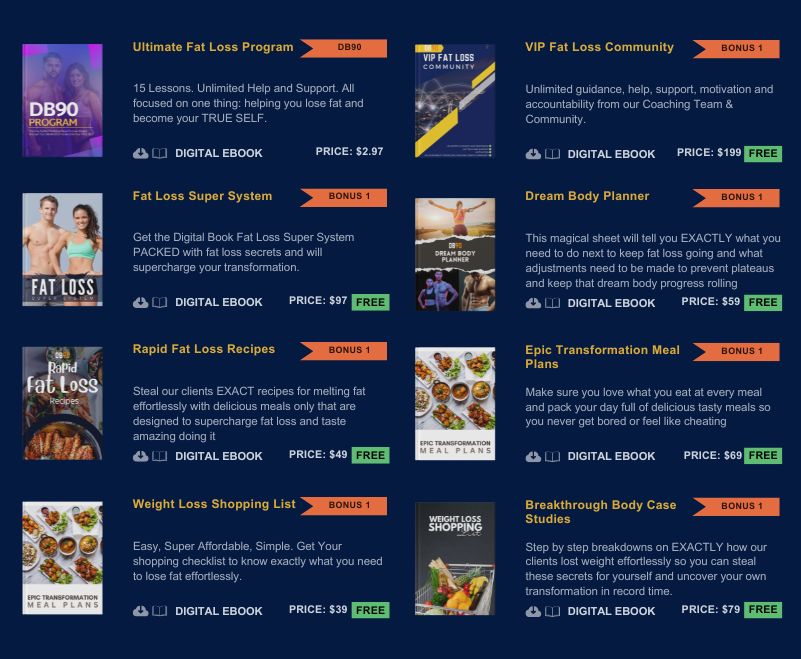 Ultimate Fat Loss Program
DB90
15 Lessons. Unlimited Help and Support. All
focused on one thing: helping you lose fat and
become your TRUE SELF.
DIGITAL EBOOK
PRICE: $2.97
DB90
PROGRAM
VIP Fat Loss Community
BONUS 1
Unlimited guidance, help, support, motivation and
accountability from our Coaching Team &
Community.
DIGITAL EBOOK
PRICE: $199 FREE
VIP FAT LOSS
COMMUNITY
Fat Loss Super System
BONUS 1
Get the Digital Book Fat Loss Super System
PACKED with fat loss secrets and will
supercharge your transformation.
DIGITAL EBOOK
PRICE: $97 FREE
FAT LOSS
SUPER SYSTEM
Dream Body Planner
BONUS 1
This magical sheet will tell you EXACTLY what you
need to do next to keep fat loss going and what
adjustments need to be made to prevent plateaus
and keep that dream body progress rolling
DIGITAL EBOOK
PRICE: $59 FREE
DB90
DREAM BODY
PLANNER
Rapid Fat Loss Recipes
BONUS 1
Steal our clients EXACT recipes for melting fat
effortlessly with delicious meals only that are
designed to supercharge fat loss and taste
amazing doing it
DIGITAL EBOOK
PRICE: $49 FREE
DB90
Rapid
Fat Loss
Recipes
Epic Transformation Meal
Plans
BONUS 1
Make sure you love what you eat at every meal
and pack your day full of delicious tasty meals so
you never get bored or feel like cheating
DIGITAL EBOOK
PRICE: $69 FREE
EPIC TRANSFORMATION
MEAL PLANS
Weight Loss Shopping List
BONUS 1
Easy, Super Affordable, Simple. Get Your
shopping checklist to know exactly what you need
to lose fat effortlessly.
DIGITAL EBOOK
PRICE: $39 FREE
EPIC TRANSFORMATION
MEAL PLANS
Breakthrough Body Case
Studies
BONUS 1
Step by step breakdowns on EXACTLY how our
clients lost weight effortlessly so you can steal
these secrets for yourself and uncover your own
transformation in record time.
DIGITAL EBOOK
PRICE: $79 FREE
WEIGHT LOSS
SHOPPING
List